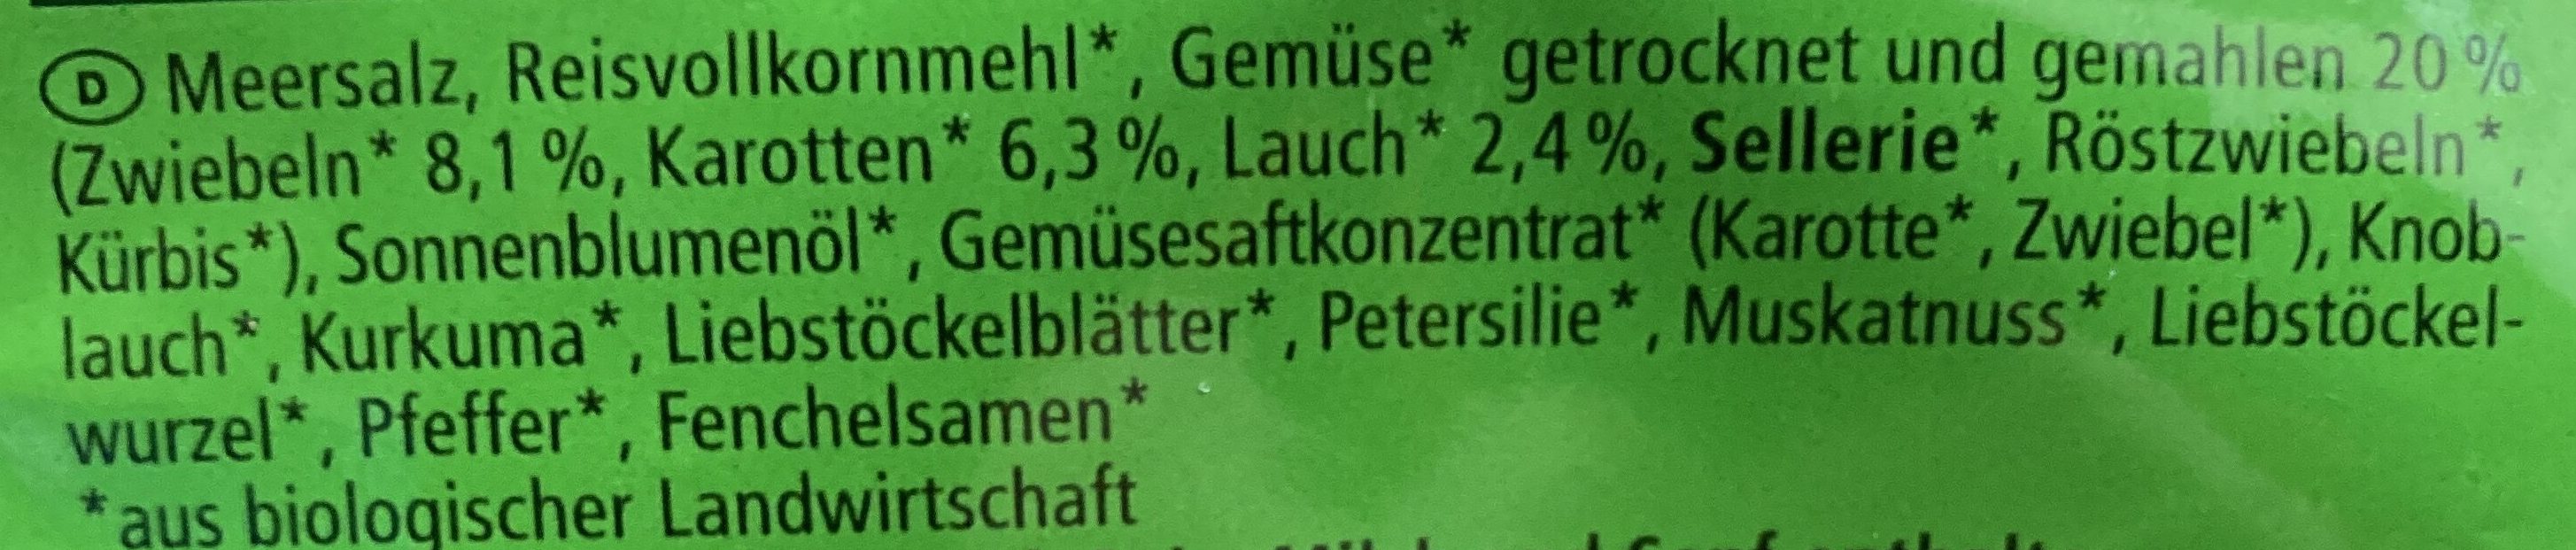 D Meersalz, Reisvollkornmehl*, Gemüse* getrocknet und gemahlen 20 %
(Zwiebeln* 8,1 %, Karotten* 6,3 %, Lauch* 2,4 %, Sellerie*, Röstzwiebeln*,
Kürbis*), Sonnenblumenöl*, Gemüsesaftkonzentrat* (Karotte*, Zwiebel*), Knob-
lauch*, Kurkuma*, Liebstöckelblätter*, Petersilie*, Muskatnuss*, Liebstöckel-
wurzel*, Pfeffer*, Fenchelsamen*
*aus biologischer Landwirtschaft